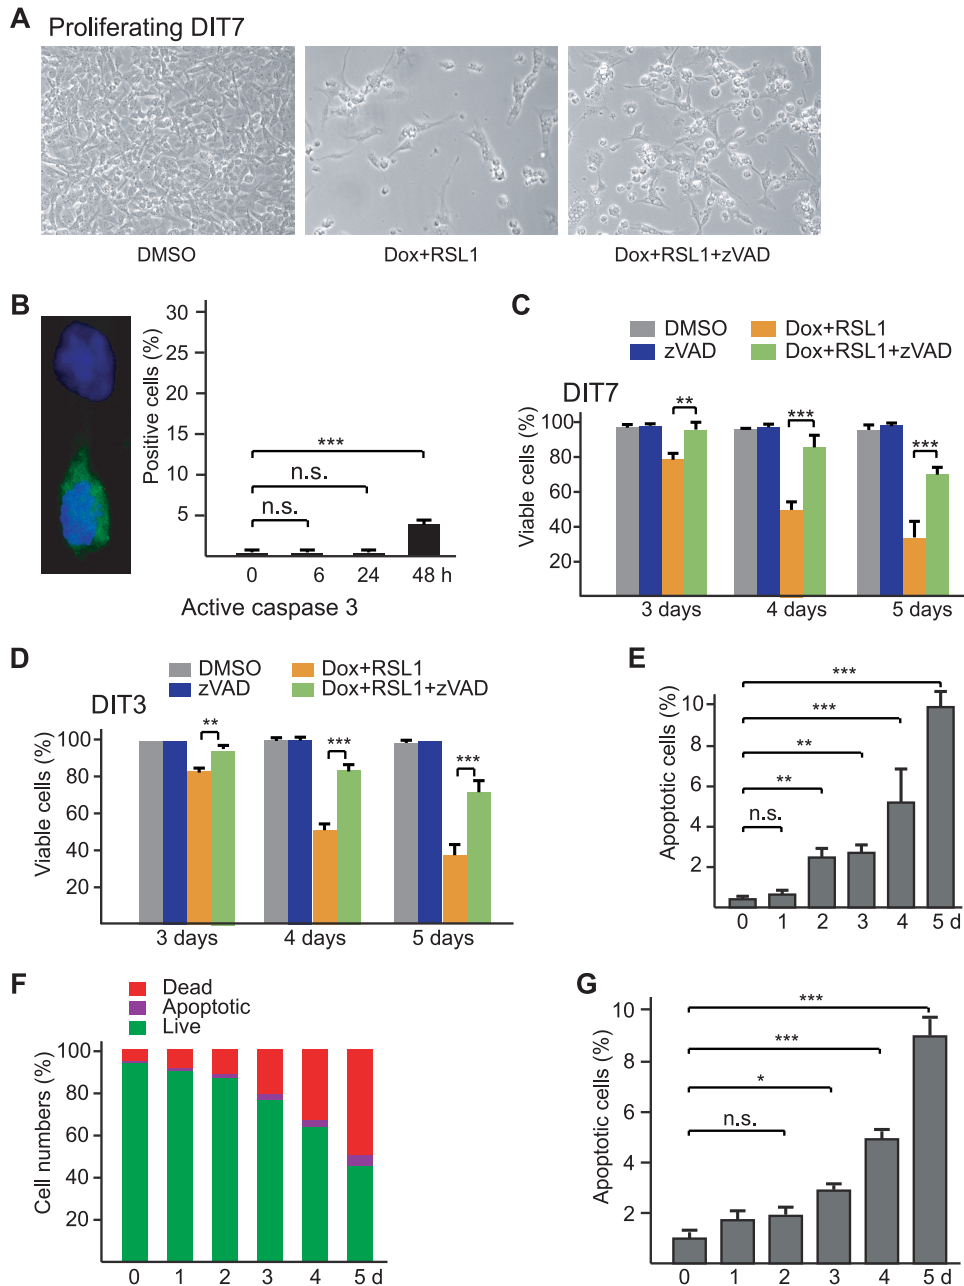 A Proliferating DIT7
DMSO Dox+RSL1 Dox+RSL1+zVAD
B
Positive cells (%)
30
25
20
15
10
5
***
n.s.
n.s.
0 6 24 48 h
Active caspase 3
C
DMSO Dox+RSL1
zVAD Dox+RSL1+zVAD
DIT7
Viable cells (%)
100
80
60
40
20
** *** ***
3 days 4 days 5 days
D
DMSO Dox+RSL1
zVAD Dox+RSL1+zVAD
DIT3
Viable cells (%)
100
80
60
40
20
** *** ***
3 days 4 days 5 days
E
Apoptotic cells (%)
10
8
6
4
2
***
***
**
**
n.s.
0 1 2 3 4 5 d
F
Dead
Apoptotic
Live
Cell numbers (%)
100
80
60
40
20
0 1 2 3 4 5 d
G
Apoptotic cells (%)
10
8
6
4
2
***
***
*
n.s.
0 1 2 3 4 5 d